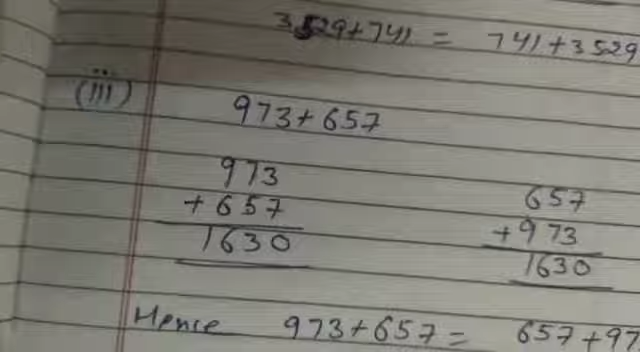 3529+741 = 741+3529
(iii) 973+657
973 657
+657 +973
1630 1630
Hence 973+657 = 657+97